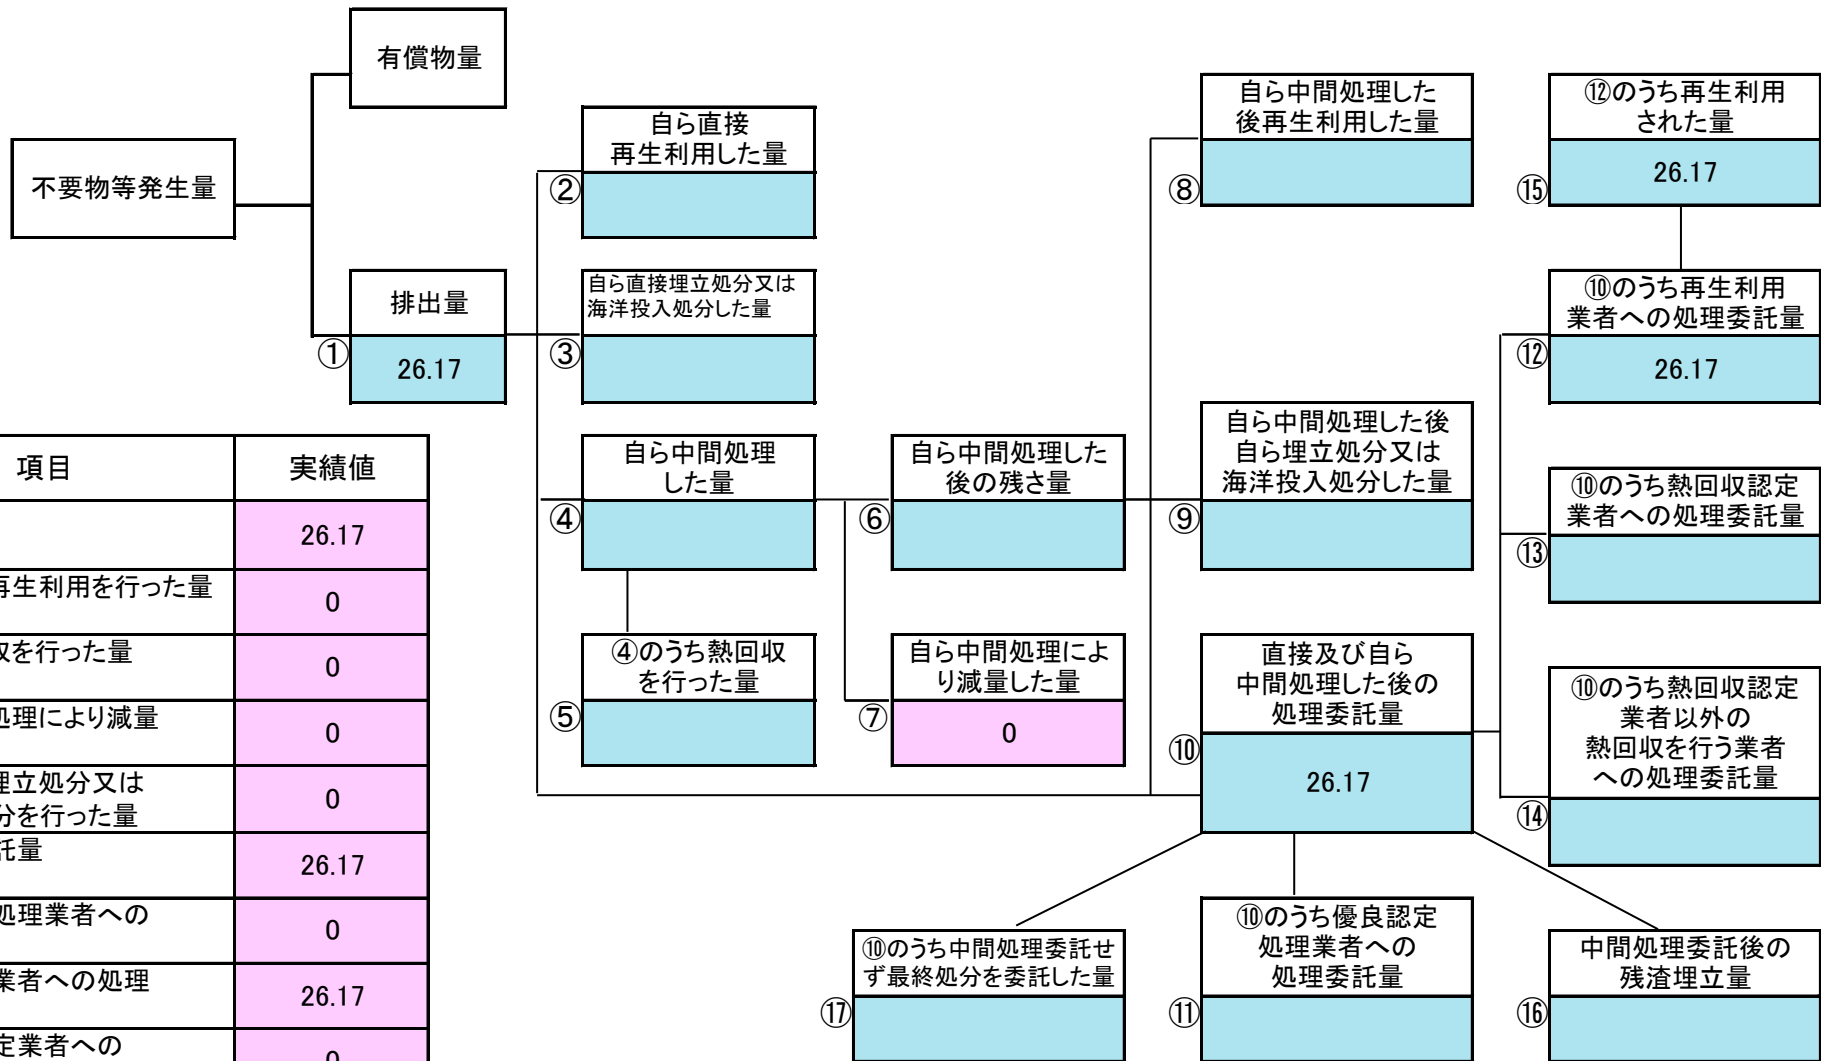 有償物量
不要物等発生量
排出量
①
26.17
自ら直接
再生利用した量
②
自ら直接埋立処分又は
海洋投入処分した量
③
自ら中間処理
した量
④
④のうち熱回収
を行った量
⑤
自ら中間処理した
後の残さ量
⑥
自ら中間処理によ
り減量した量
⑦
0
自ら中間処理した
後再生利用した量
⑧
自ら中間処理した後
自ら埋立処分又は
海洋投入処分した量
⑨
直接及び自ら
中間処理した後の
処理委託量
⑩
26.17
⑫のうち再生利用
された量
⑮
26.17
⑩のうち再生利用
業者への処理委託量
⑫
26.17
⑩のうち熱回収認定
業者への処理委託量
⑬
⑩のうち熱回収認定
業者以外の
熱回収を行う業者
への処理委託量
⑭
⑩のうち中間処理委託せ
ず最終処分を委託した量
⑰
⑩のうち優良認定
処理業者への
処理委託量
⑪
中間処理委託後の
残渣埋立量
⑯
項目 実績値
26.17
再生利用を行った量 0
収を行った量 0
処理により減量 0
埋立処分又は
分を行った量 0
託量 26.17
処理業者への 0
業者への処理 26.17
定業者への 0